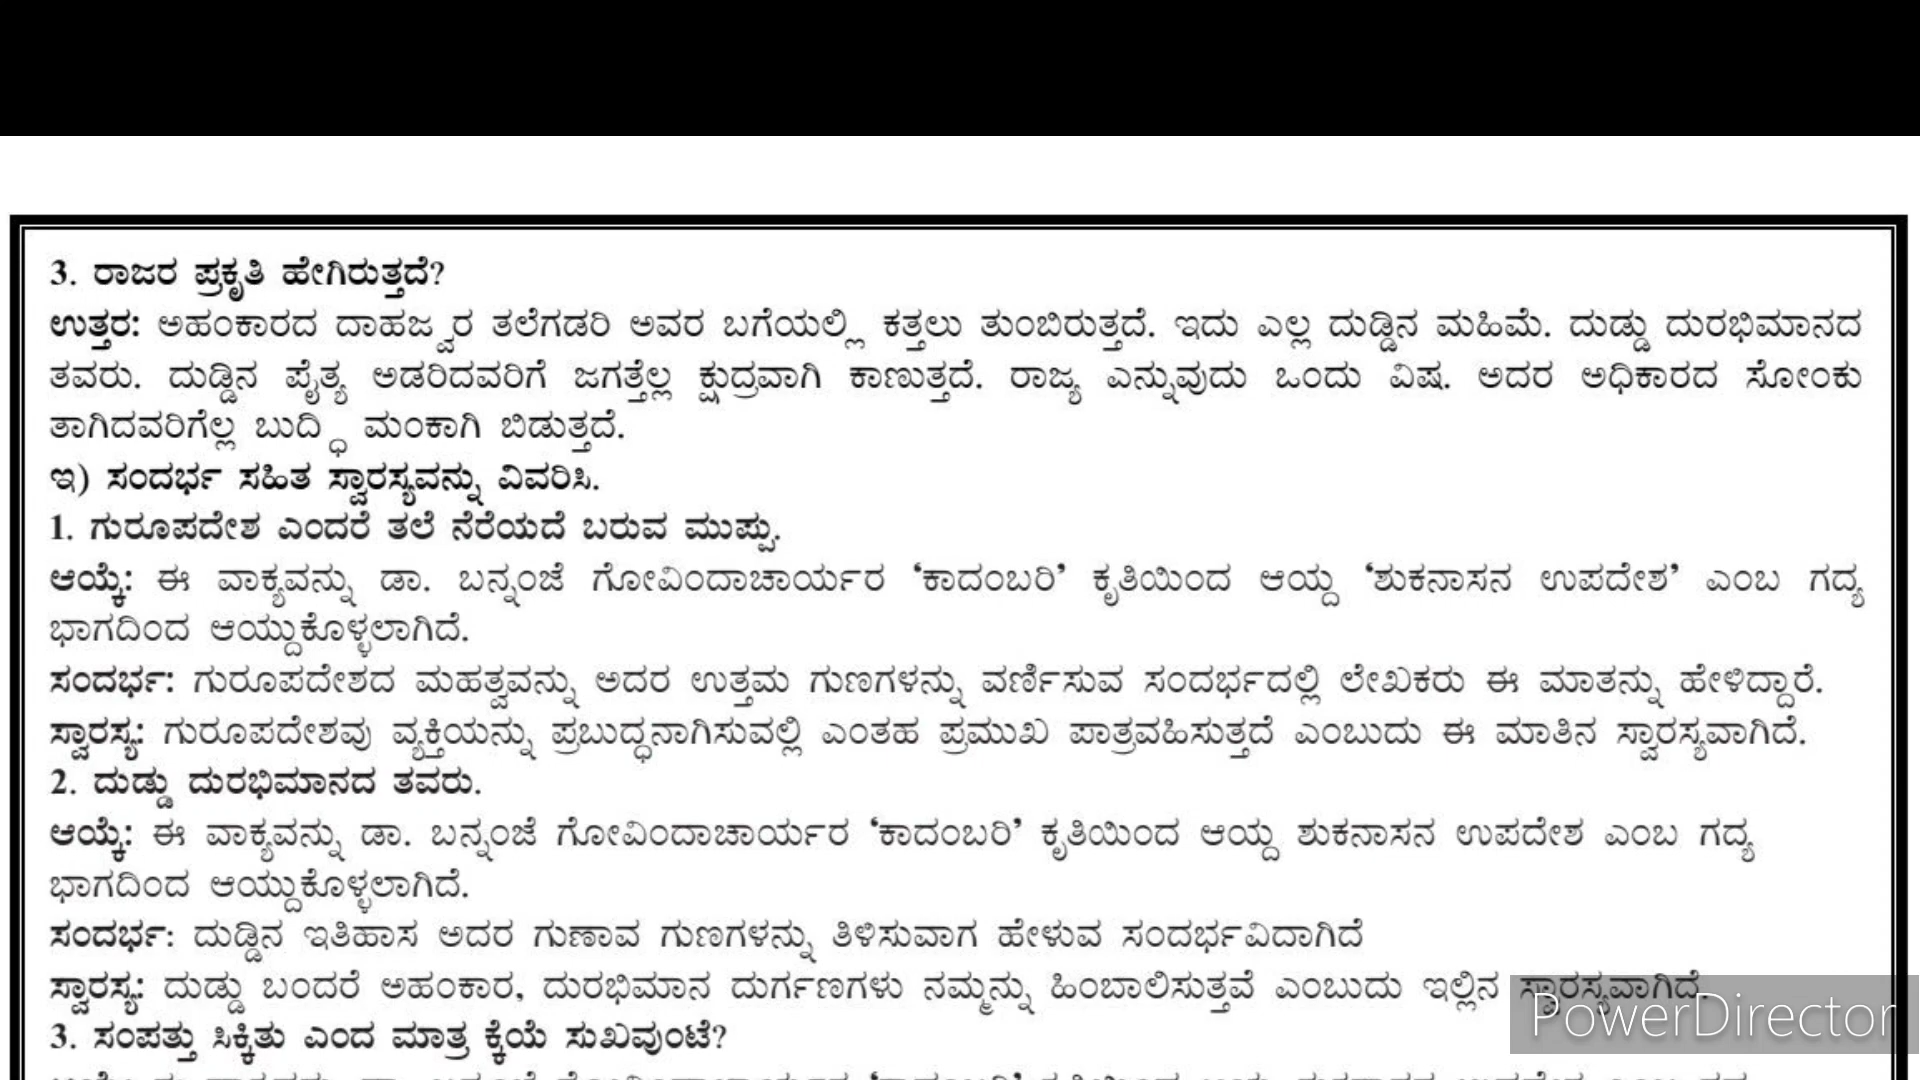 3. ರಾಜರ ಪ್ರಕೃತಿ ಹೇಗಿರುತ್ತದೆ?
ಉತ್ತರ: ಅಹಂಕಾರದ ದಾಹಜ್ವರ ತಲೆಗಡರಿ ಅವರ ಬಗೆಯಲ್ಲಿ ಕತ್ತಲು ತುಂಬಿರುತ್ತದೆ. ಇದು ಎಲ್ಲ ದುಡ್ಡಿನ ಮಹಿಮೆ. ದುಡ್ಡು ದುರಭಿಮಾನದ
ತವರು. ದುಡ್ಡಿನ ಪೈತ್ಯ ಅಡರಿದವರಿಗೆ ಜಗತ್ತೆಲ್ಲ ಕ್ಷುದ್ರವಾಗಿ ಕಾಣುತ್ತದೆ. ರಾಜ್ಯ ಎನ್ನುವುದು ಒಂದು ವಿಷ. ಅದರ ಅಧಿಕಾರದ ಸೋಂಕು
ತಾಗಿದವರಿಗೆಲ್ಲ ಬುದ್ಧಿ ಮಂಕಾಗಿ ಬಿಡುತ್ತದೆ.
ಇ) ಸಂದರ್ಭ ಸಹಿತ ಸ್ವಾರಸ್ಯವನ್ನು ವಿವರಿಸಿ.
1. ಗುರೂಪದೇಶ ಎಂದರೆ ತಲೆ ನೆರೆಯದೆ ಬರುವ ಮುಪ್ಪು.
ಆಯ್ಕೆ: ಈ ವಾಕ್ಯವನ್ನು ಡಾ. ಬನ್ನಂಜೆ ಗೋವಿಂದಾಚಾರ್ಯರ ‘ಕಾದಂಬರಿ’ ಕೃತಿಯಿಂದ ಆಯ್ದ ‘ಶುಕನಾಸನ ಉಪದೇಶ’ ಎಂಬ ಗದ್ಯ
ಭಾಗದಿಂದ ಆಯ್ದುಕೊಳ್ಳಲಾಗಿದೆ.
ಸಂದರ್ಭ: ಗುರೂಪದೇಶದ ಮಹತ್ವವನ್ನು ಅದರ ಉತ್ತಮ ಗುಣಗಳನ್ನು ವರ್ಣಿಸುವ ಸಂದರ್ಭದಲ್ಲಿ ಲೇಖಕರು ಈ ಮಾತನ್ನು ಹೇಳಿದ್ದಾರೆ.
ಸ್ವಾರಸ್ಯ: ಗುರೂಪದೇಶವು ವ್ಯಕ್ತಿಯನ್ನು ಪ್ರಬುದ್ಧನಾಗಿಸುವಲ್ಲಿ ಎಂತಹ ಪ್ರಮುಖ ಪಾತ್ರವಹಿಸುತ್ತದೆ ಎಂಬುದು ಈ ಮಾತಿನ ಸ್ವಾರಸ್ಯವಾಗಿದೆ.
2. ದುಡ್ಡು ದುರಭಿಮಾನದ ತವರು.
ಆಯ್ಕೆ: ಈ ವಾಕ್ಯವನ್ನು ಡಾ. ಬನ್ನಂಜೆ ಗೋವಿಂದಾಚಾರ್ಯರ ‘ಕಾದಂಬರಿ’ ಕೃತಿಯಿಂದ ಆಯ್ದ ಶುಕನಾಸನ ಉಪದೇಶ ಎಂಬ ಗದ್ಯ
ಭಾಗದಿಂದ ಆಯ್ದುಕೊಳ್ಳಲಾಗಿದೆ.
ಸಂದರ್ಭ: ದುಡ್ಡಿನ ಇತಿಹಾಸ ಅದರ ಗುಣಾವ ಗುಣಗಳನ್ನು ತಿಳಿಸುವಾಗ ಹೇಳುವ ಸಂದರ್ಭವಿದಾಗಿದೆ
ಸ್ವಾರಸ್ಯ: ದುಡ್ಡು ಬಂದರೆ ಅಹಂಕಾರ, ದುರಭಿಮಾನ ದುರ್ಗಣಗಳು ನಮ್ಮನ್ನು ಹಿಂಬಾಲಿಸುತ್ತವೆ ಎಂಬುದು ಇಲ್ಲಿನ ಸ್ವಾರಸ್ಯವಾಗಿದೆ.
PowerDirector
3. ಸಂಪತ್ತು ಸಿಕ್ಕಿತು ಎಂದ ಮಾತ್ರ ಕ್ಕೆಯೆ ಸುಖವುಂಟೆ?